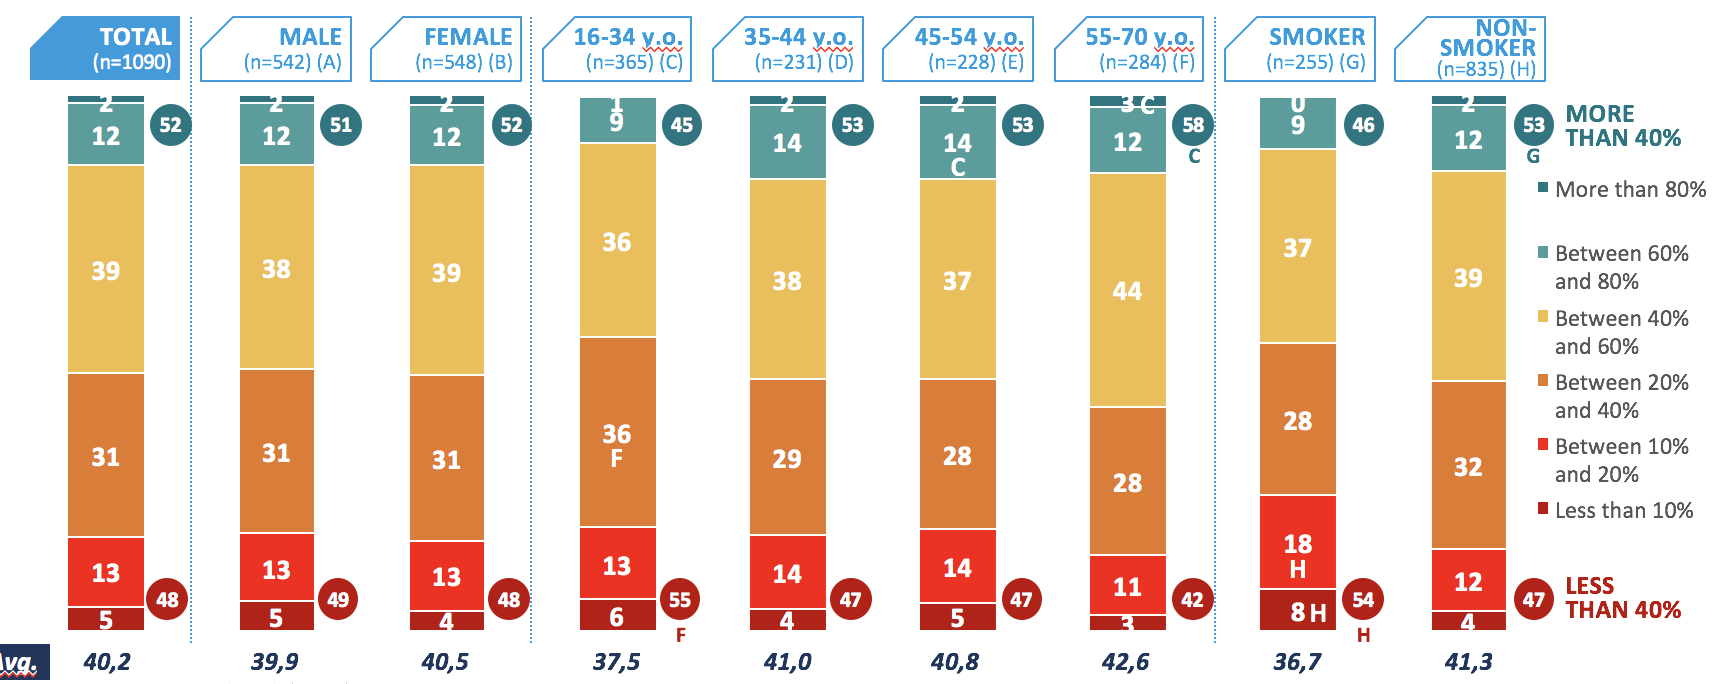 TOTAL
(n=1090)
MALE
(n=542) (A)
FEMALE
(n=548) (B)
16-34 y.o.
(n=365) (C)
35-44 y.o.
(n=231) (D)
45-54 y.o.
(n=228) (E)
55-70 y.o.
(n=284) (F)
SMOKER
(n=255) (G)
NON-
SMOKER
(n=835) (H)
2
12
52
39
31
13
48
5
2
12
51
38
31
13
49
5
2
12
52
39
31
13
48
4
1
9
45
36
36
F
13
55
6
F
2
14
53
38
29
14
47
4
2
14
C
53
37
28
14
47
5
3 C
12
58
C
44
28
11
42
3
0
9
46
37
28
18
H
54
8 H
H
2
12
53
G
39
32
12
47
4
MORE
THAN 40%
More than 80%
Between 60%
and 80%
Between 40%
and 60%
Between 20%
and 40%
Between 10%
and 20%
Less than 10%
LESS
THAN 40%
Avg. 40,2 39,9 40,5 37,5 41,0 40,8 42,6 36,7 41,3